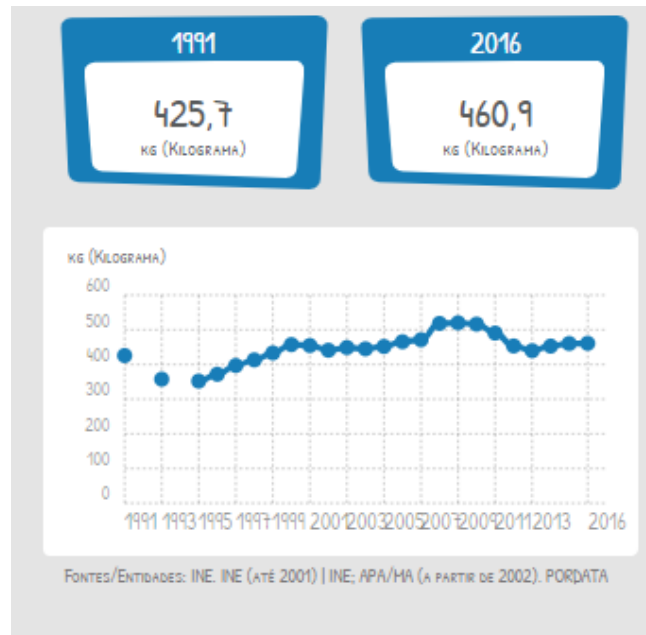 1991
2016
425,7
460,9
KG (KILOGRAMA)
KG (KILOGRAMA)
KG (KILOGRAMA)
600
500
400
300
200
100
0
1991 1993 1995 1997 1999 2001 2003 2005 2007 2009 2011 2013 2016
FONTES/ENTIDADES: INE. INE (ATÉ 2001) | INE; APA/MA (A PARTIR DE 2002). PORDATA